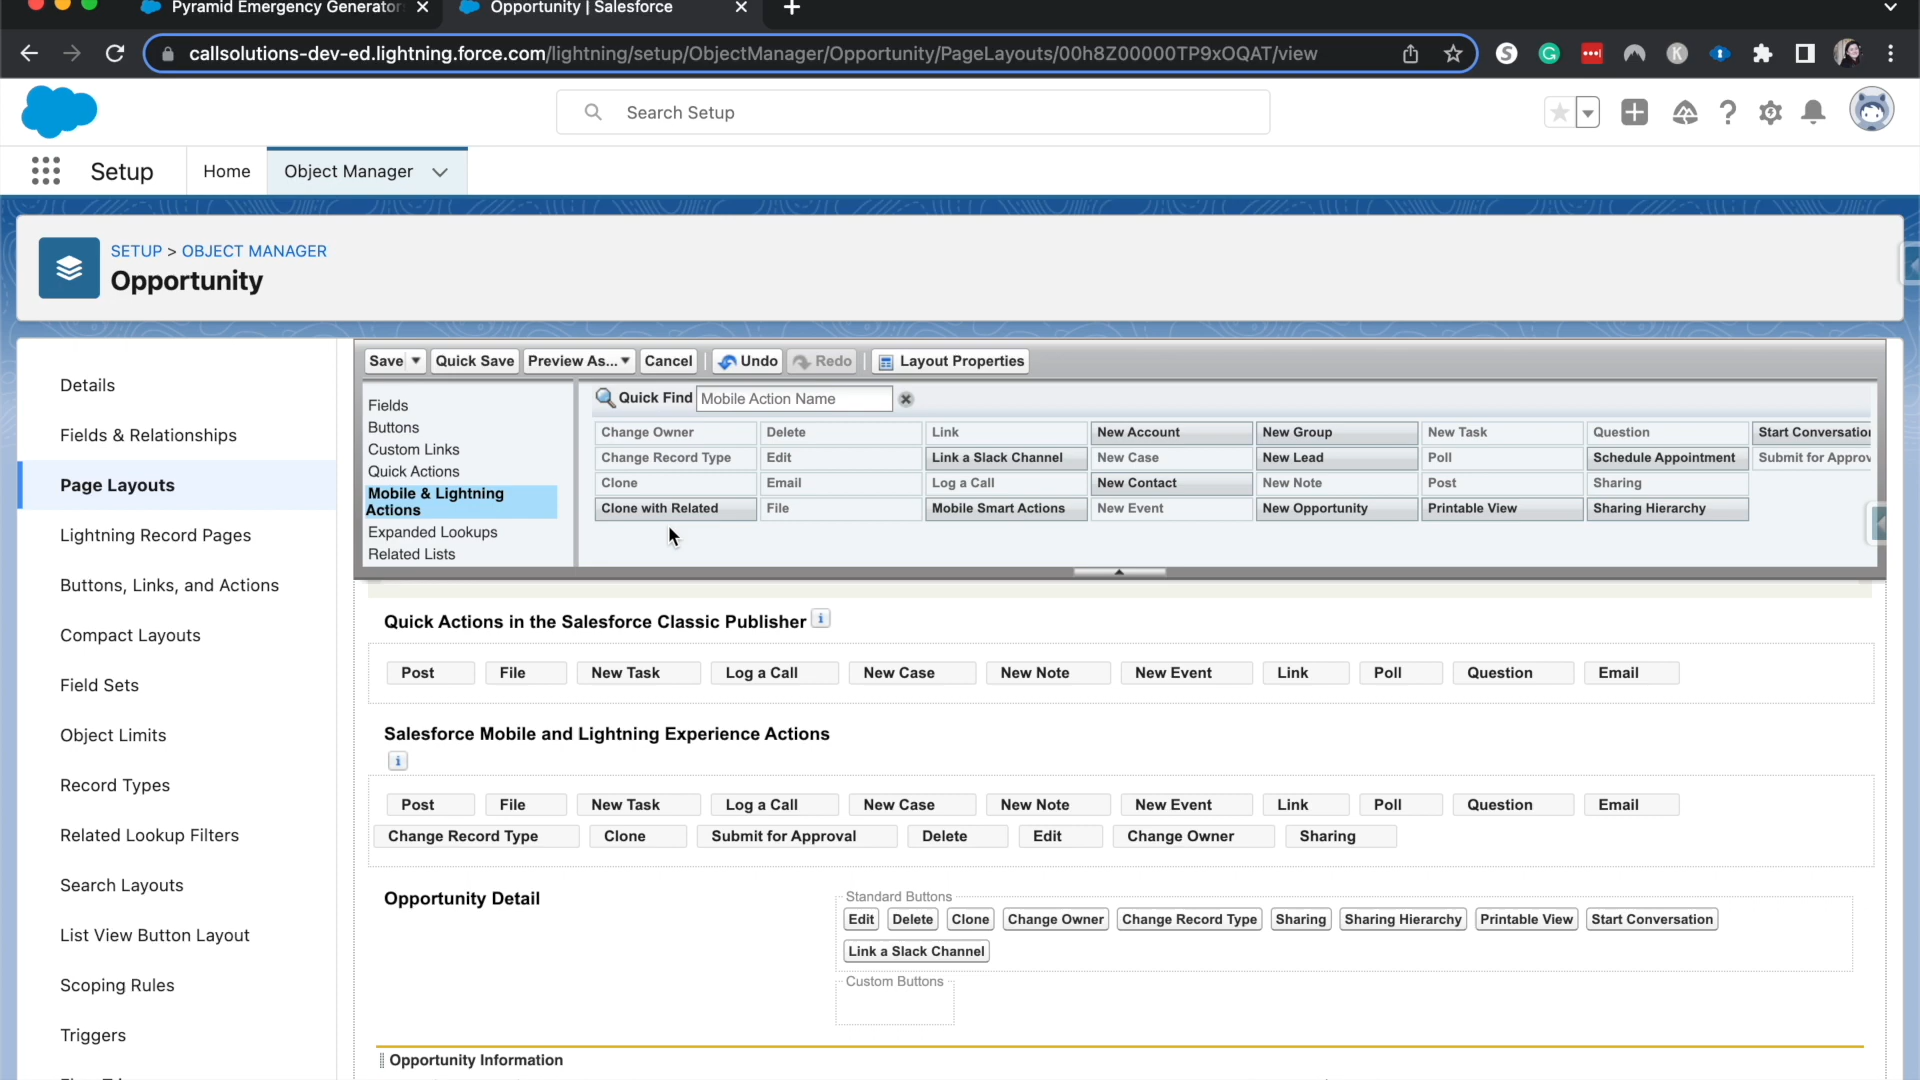 Pyramid Emergency Generator
Opportunity | Salesforce
callsolutions-dev-ed.lightning.force.com/lightning/setup/ObjectManager/Opportunity/PageLayouts/00h8Z00000TP9xOQAT/view
Search Setup
Setup
Home
Object Manager
SETUP > OBJECT MANAGER
Opportunity
Details
Fields & Relationships
Page Layouts
Lightning Record Pages
Buttons, Links, and Actions
Compact Layouts
Field Sets
Object Limits
Record Types
Related Lookup Filters
Search Layouts
List View Button Layout
Scoping Rules
Triggers
Save Quick Save Preview As... Cancel Undo Redo Layout Properties
Fields
Buttons
Custom Links
Quick Actions
Mobile & Lightning
Actions
Expanded Lookups
Related Lists
Quick Find Mobile Action Name
Change Owner Delete Link New Account New Group New Task Question Start Conversation
Change Record Type Edit Link a Slack Channel New Case New Lead Poll Schedule Appointment Submit for Approv
Clone Email Log a Call New Contact New Note Post Sharing
Clone with Related File Mobile Smart Actions New Event New Opportunity Printable View Sharing Hierarchy
Quick Actions in the Salesforce Classic Publisher
Post File New Task Log a Call New Case New Note New Event Link Poll Question Email
Salesforce Mobile and Lightning Experience Actions
Post File New Task Log a Call New Case New Note New Event Link Poll Question Email
Change Record Type Clone Submit for Approval Delete Edit Change Owner Sharing
Opportunity Detail
Standard Buttons
Edit Delete Clone Change Owner Change Record Type Sharing Sharing Hierarchy Printable View Start Conversation
Link a Slack Channel
Custom Buttons
Opportunity Information